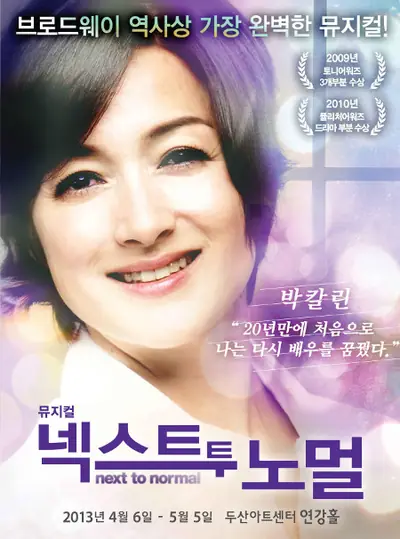 브로드웨이 역사상 가장 완벽한 뮤지컬!
2009년
토니어워즈
3개부분 수상
2010년
퓰리처어워즈
드라마 부분 수상
박칼린
“20년만에 처음으로
나는 다시 배우를 꿈꿨다.”
뮤지컬
넥스트 투 노멀
next to normal
2013년 4월 6일 - 5월 5일 두산아트센터 연강홀